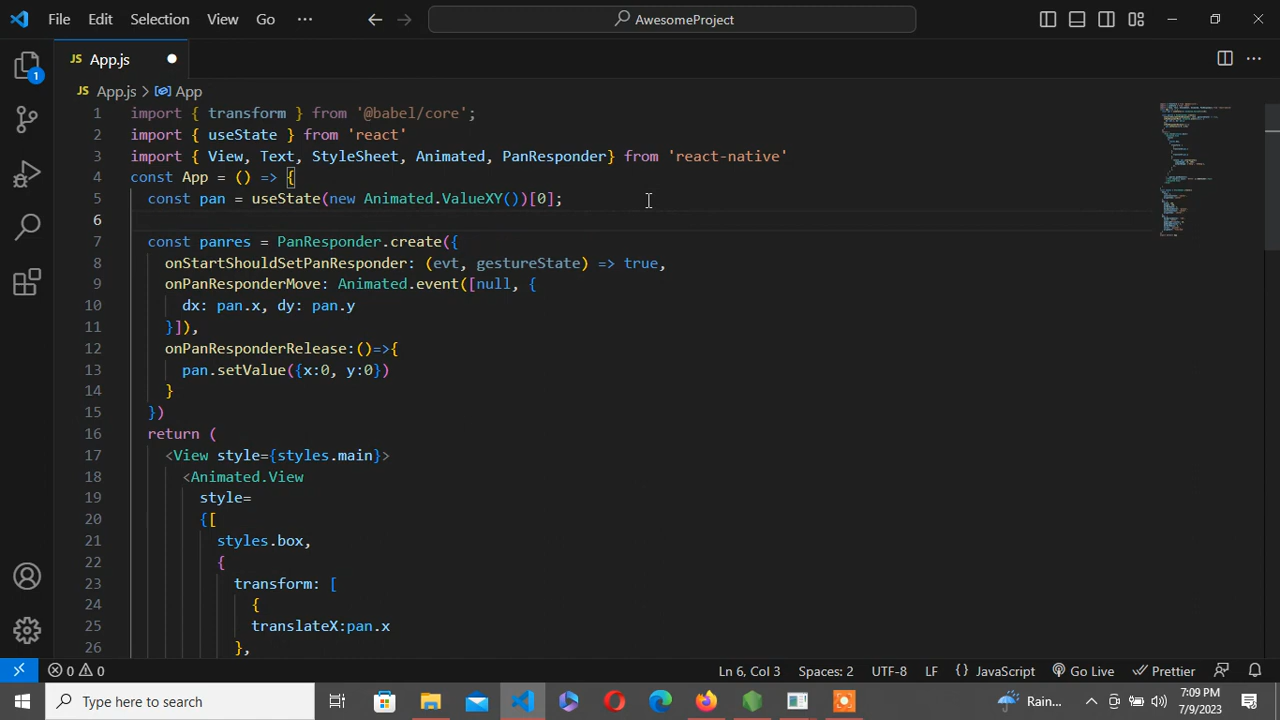 File Edit Selection View Go ··· AwesomeProject
JS App.js
JS App.js > App ···
1 import { transform } from '@babel/core';
2 import { useState } from 'react'
3 import { View, Text, StyleSheet, Animated, PanResponder} from 'react-native'
4 const App = () => {
5 const pan = useState(new Animated.ValueXY())[0];
6
7 const panres = PanResponder.create({
8 onStartShouldSetPanResponder: (evt, gestureState) => true,
9 onPanResponderMove: Animated.event([null, {
10 dx: pan.x, dy: pan.y
11 }]),
12 onPanResponderRelease:()=>{
13 pan.setValue({x:0, y:0})
14 }
15 })
16 return (
17 <View style={styles.main}>
18 <Animated.View
19 style=
20 {[
21 styles.box,
22 {
23 transform: [
24 {
25 translateX:pan.x
26 },
1
0 0 Ln 6, Col 3 Spaces: 2 UTF-8 LF {} JavaScript Go Live Prettier
Type here to search Rain... 7:09 PM
7/9/2023